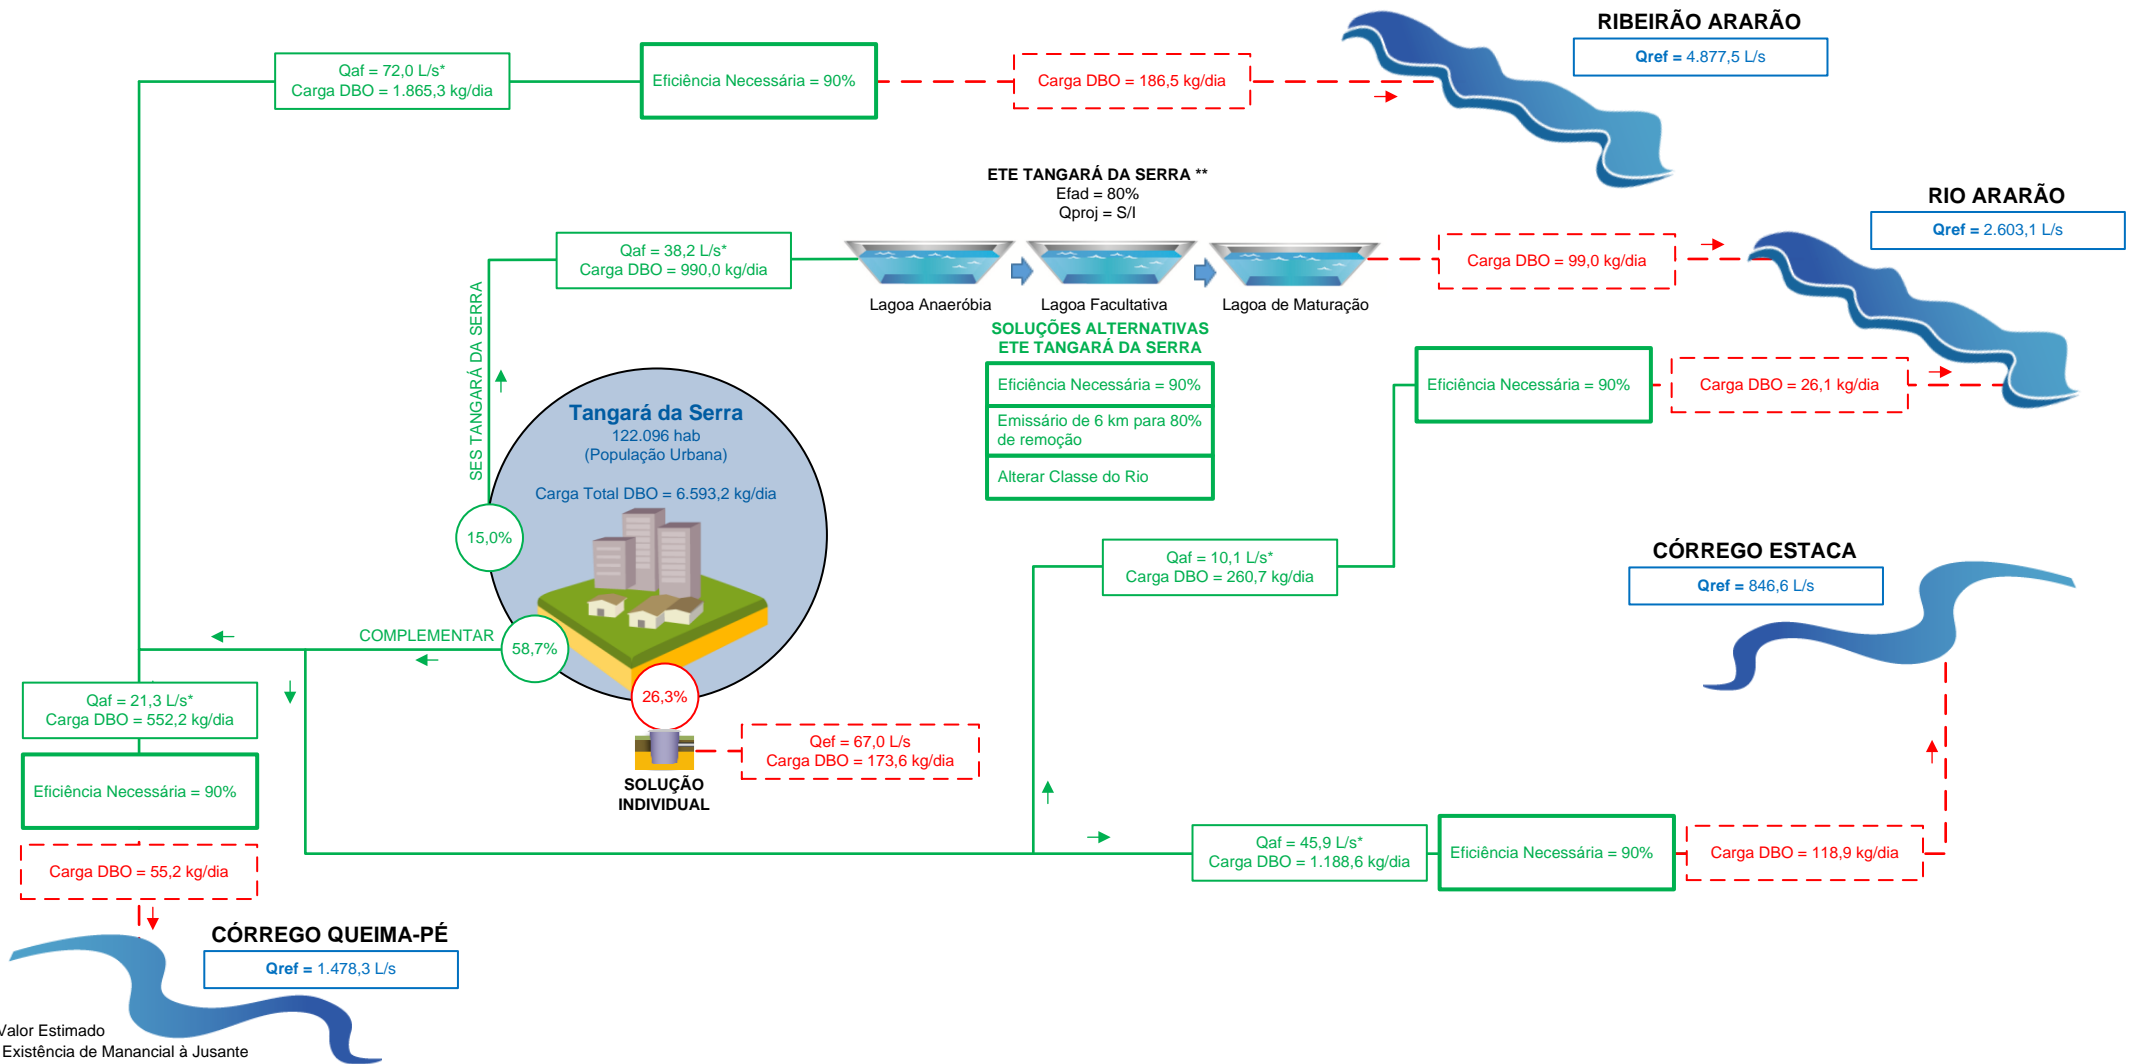 RIBEIRÃO ARARÃO
Qref = 4.877,5 L/s
Qaf = 72,0 L/s*
Carga DBO = 1.865,3 kg/dia
Eficiência Necessária = 90%
Carga DBO = 186,5 kg/dia
ETE TANGARÁ DA SERRA **
Efad = 80%
Qproj = S/I
RIO ARARÃO
Qref = 2.603,1 L/s
Qaf = 38,2 L/s*
Carga DBO = 990,0 kg/dia
Lagoa Anaeróbia
Lagoa Facultativa
Lagoa de Maturação
Carga DBO = 99,0 kg/dia
SES TANGARÁ DA SERRA
SOLUÇÕES ALTERNATIVAS
ETE TANGARÁ DA SERRA
Eficiência Necessária = 90%
Emissário de 6 km para 80%
de remoção
Alterar Classe do Rio
Eficiência Necessária = 90%
Carga DBO = 26,1 kg/dia
Tangará da Serra
122.096 hab
(População Urbana)
Carga Total DBO = 6.593,2 kg/dia
15,0%
Qaf = 10,1 L/s*
Carga DBO = 260,7 kg/dia
CÓRREGO ESTACA
Qref = 846,6 L/s
COMPLEMENTAR
58,7%
26,3%
Qaf = 21,3 L/s*
Carga DBO = 552,2 kg/dia
Qef = 67,0 L/s
Carga DBO = 173,6 kg/dia
SOLUÇÃO
INDIVIDUAL
Eficiência Necessária = 90%
Qaf = 45,9 L/s*
Carga DBO = 1.188,6 kg/dia
Eficiência Necessária = 90%
Carga DBO = 118,9 kg/dia
Carga DBO = 55,2 kg/dia
CÓRREGO QUEIMA-PÉ
Qref = 1.478,3 L/s
Valor Estimado
Existência de Manancial à Jusante